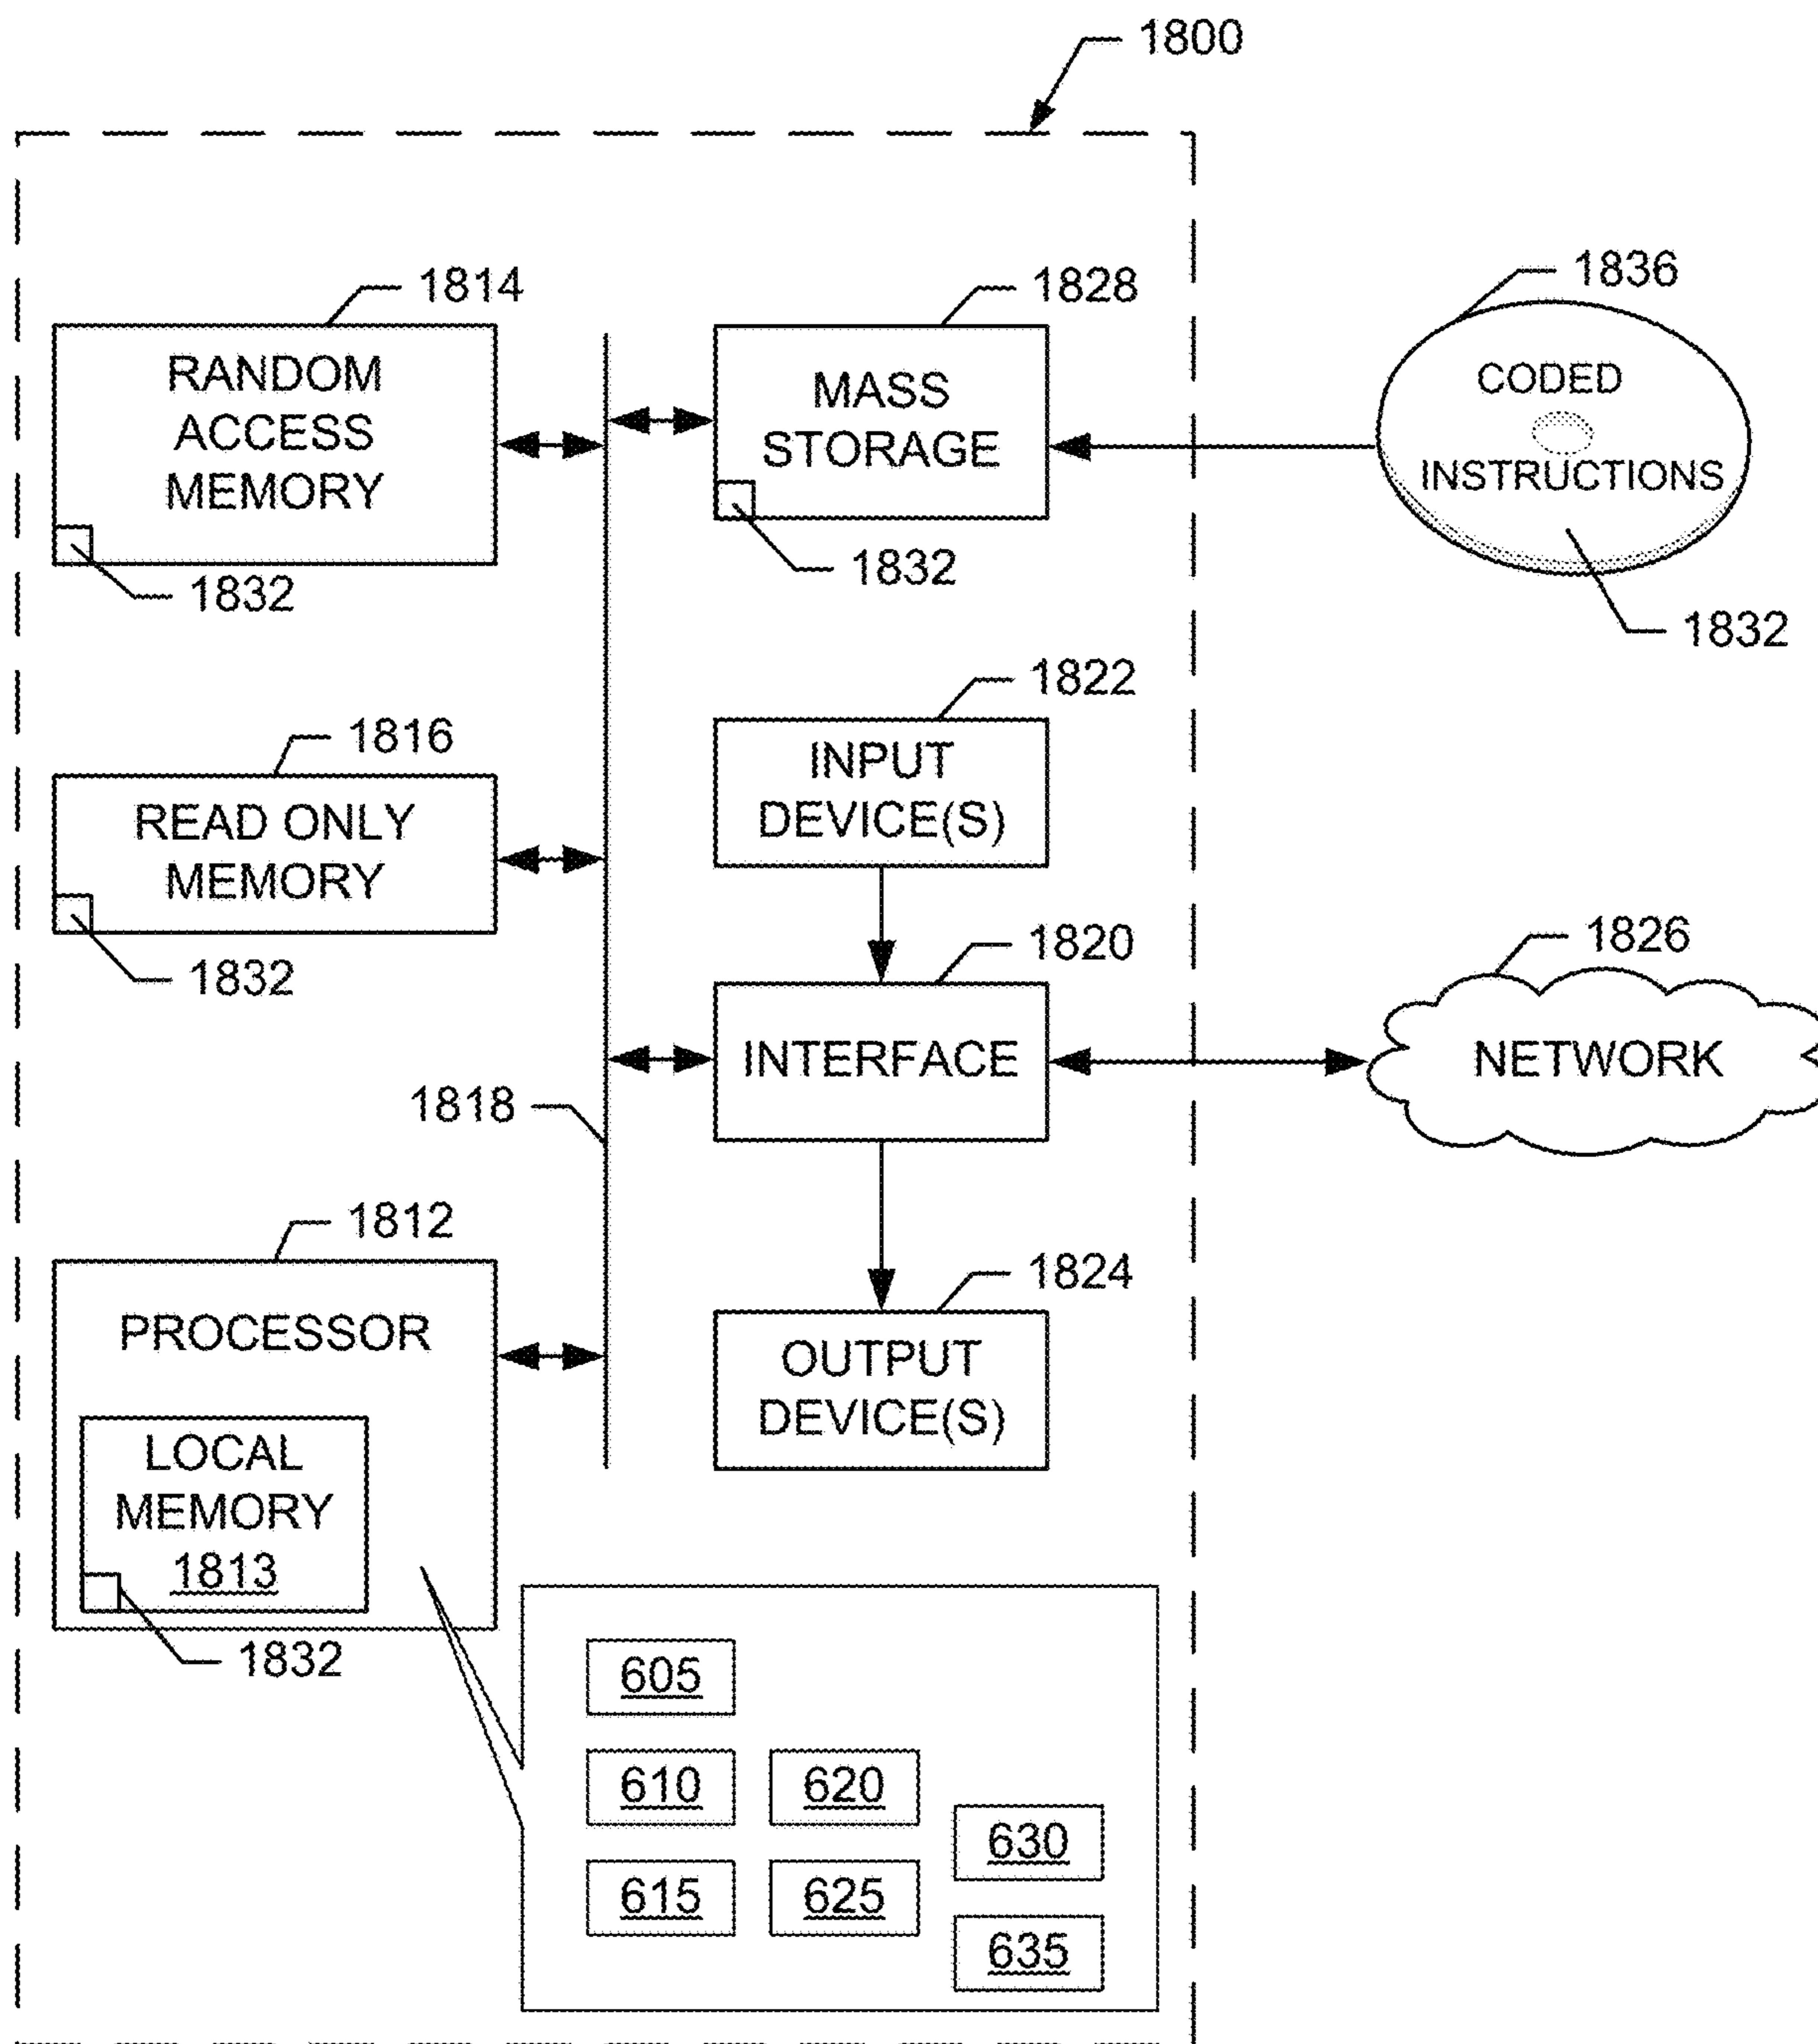 1800
1814
RANDOM
ACCESS
MEMORY
1832
1828
MASS
STORAGE
1832
1836
CODED
INSTRUCTIONS
1832
1816
READ ONLY
MEMORY
1832
1822
INPUT
DEVICE(S)
1820
INTERFACE
1826
NETWORK
1818
1812
PROCESSOR
LOCAL
MEMORY
1813
1832
1824
OUTPUT
DEVICE(S)
605
610
620
630
615
625
635